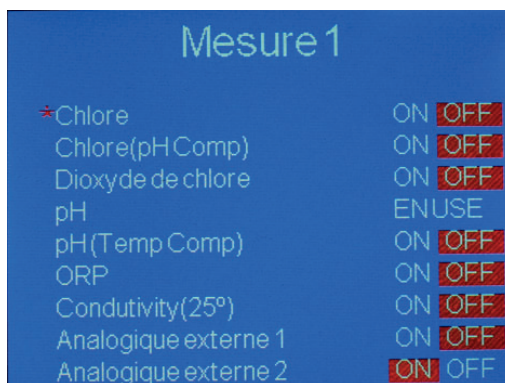 Mesure 1
*Chlore ON OFF
Chlore(pH Comp) ON OFF
Dioxyde de chlore ON OFF
pH ENUSE
pH (Temp Comp) ON OFF
ORP ON OFF
Condutivity(25º) ON OFF
Analogique externe 1 ON OFF
Analogique externe 2 ON OFF